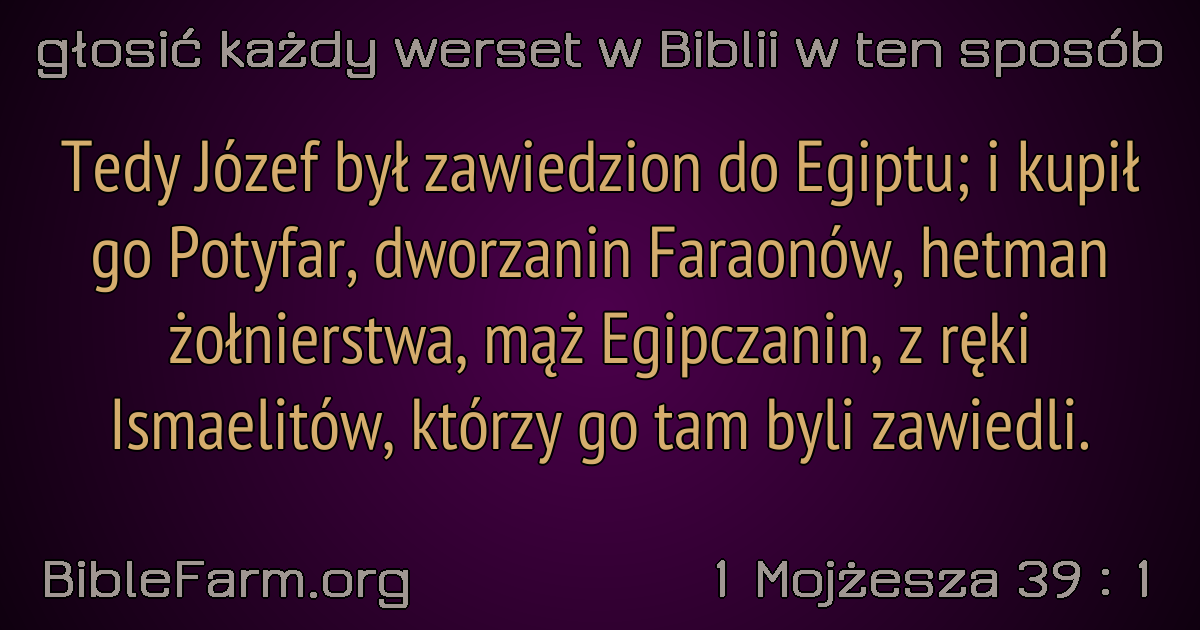 głosić każdy werset w Biblii w ten sposób
Tedy Józef był zawiedzion do Egiptu; i kupił
go Potyfar, dworzanin Faraonów, hetman
żołnierstwa, mąż Egipczanin, z ręki
Ismaelitów, którzy go tam byli zawiedli.
BibleFarm.org
1 Mojżesza 39 : 1